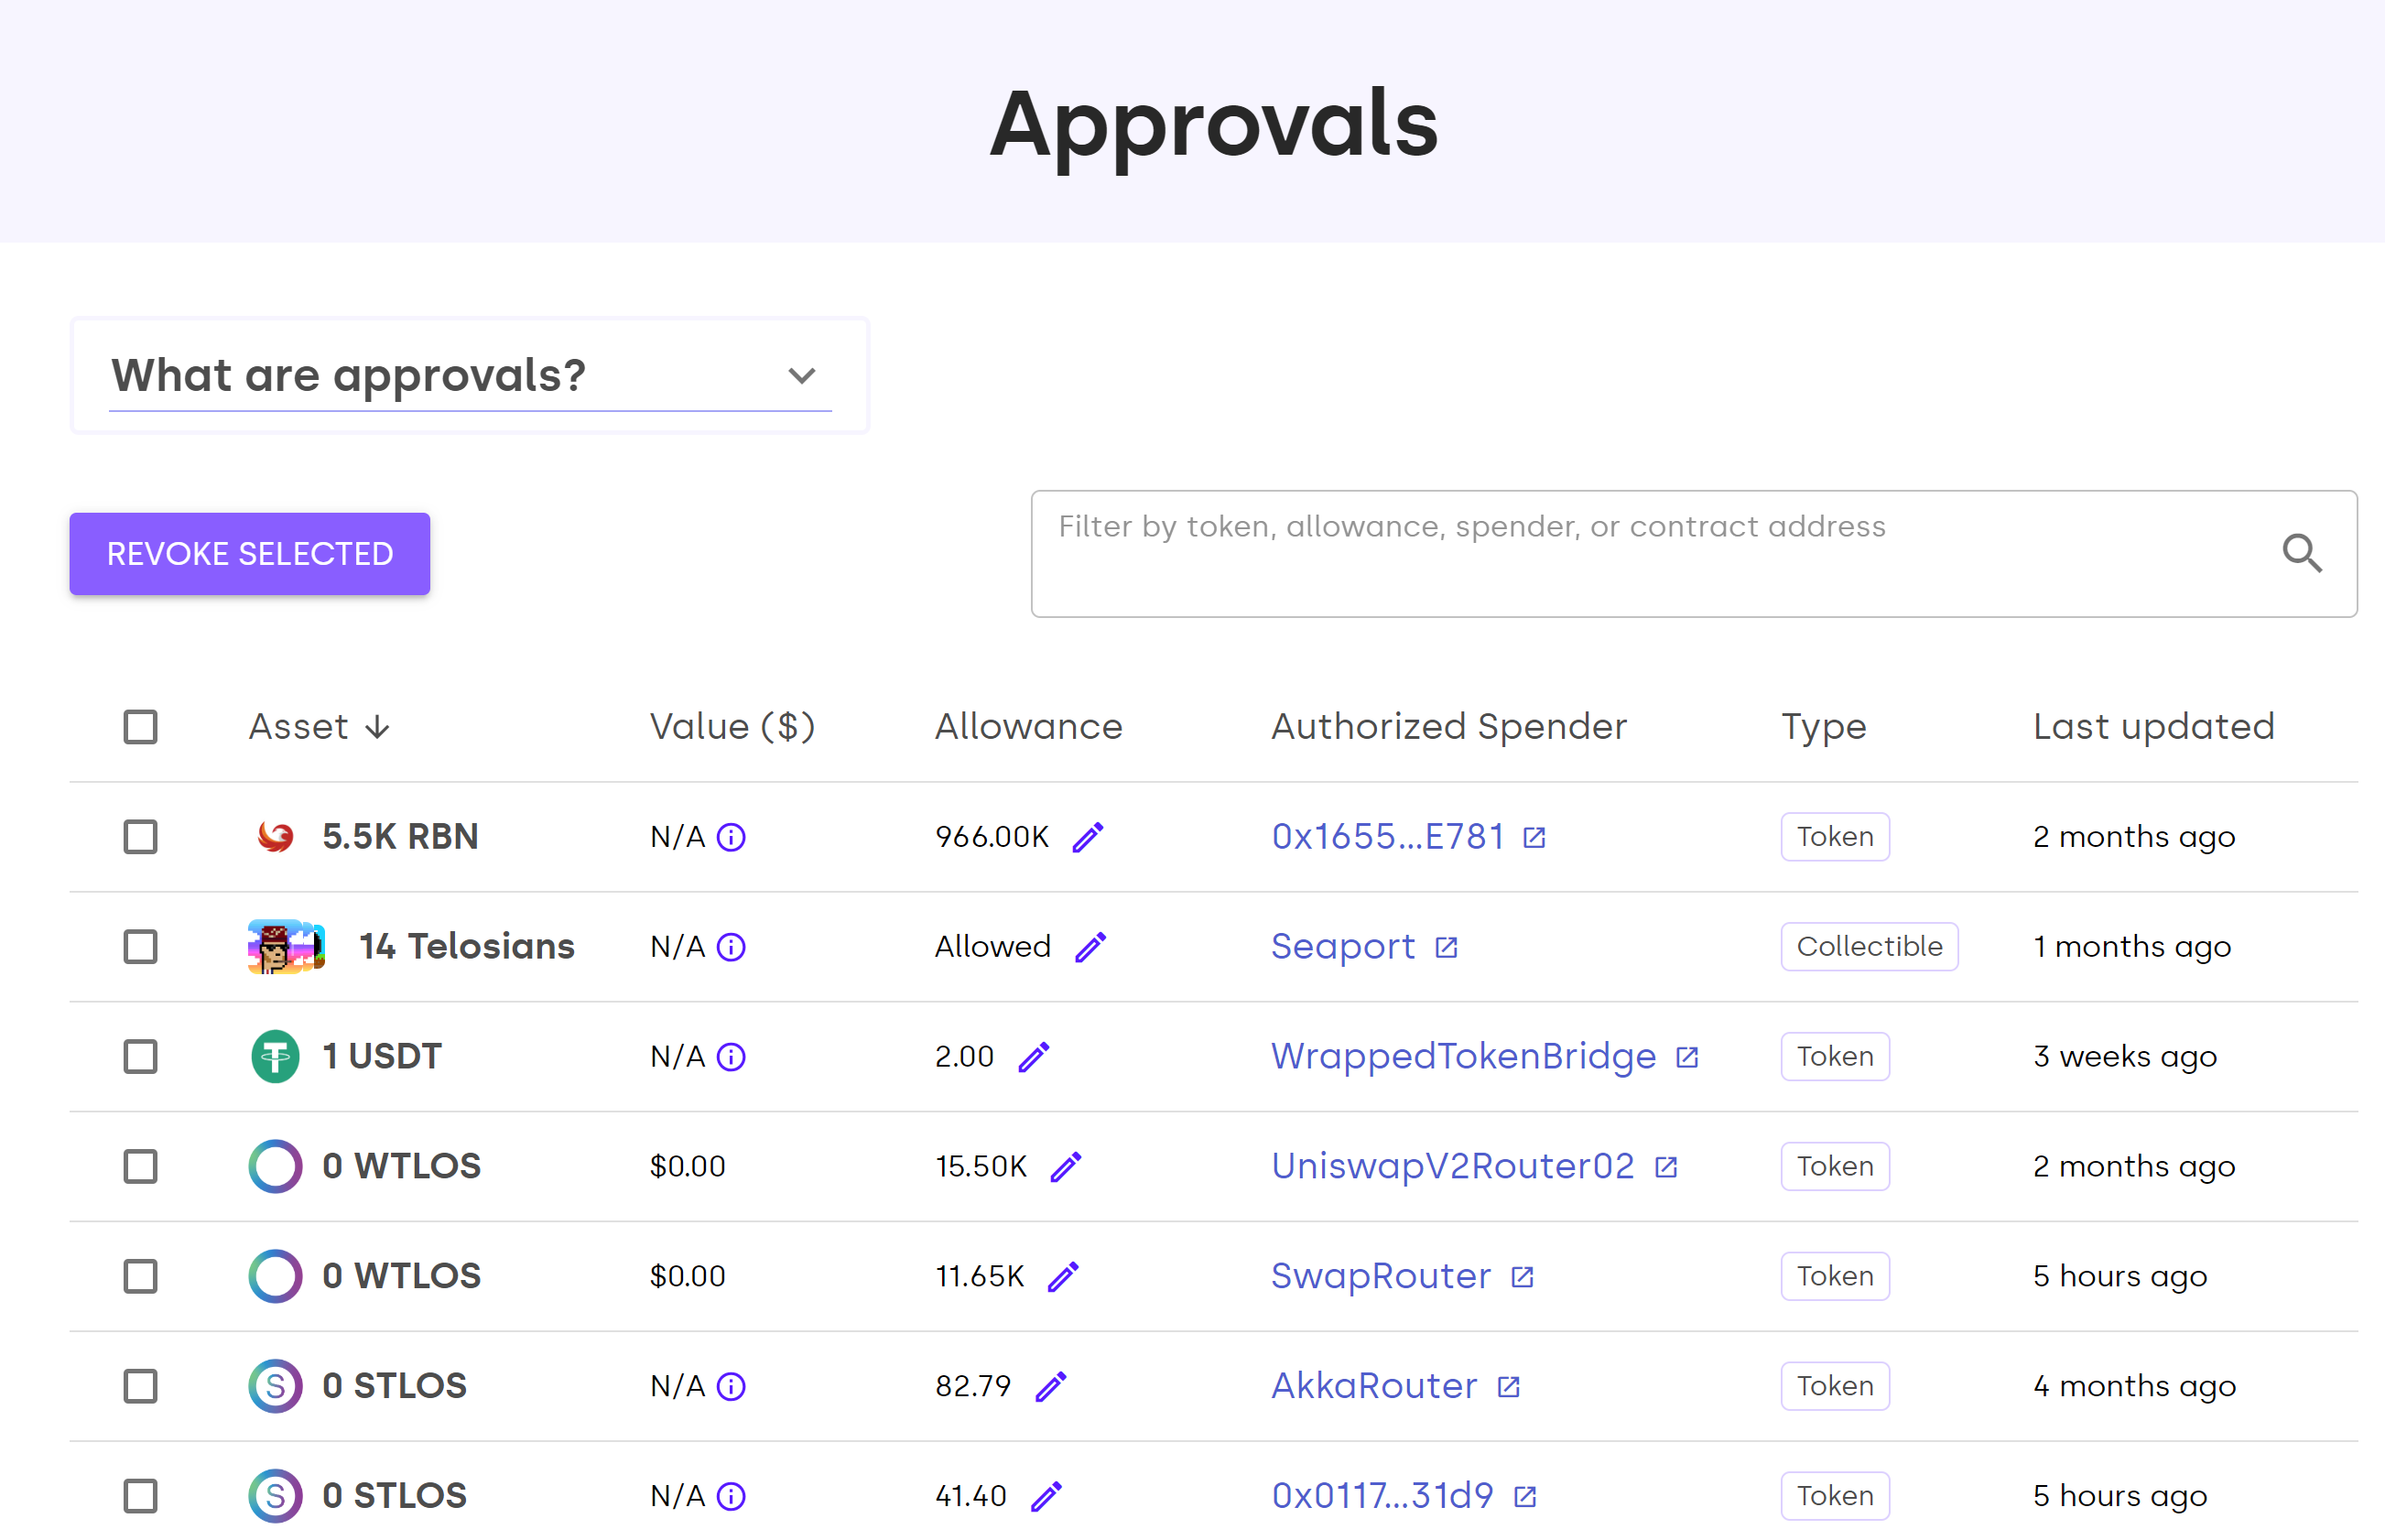 Approvals
What are approvals?
REVOKE SELECTED
Filter by token, allowance, spender, or contract address
Asset Value ($) Allowance Authorized Spender Type Last updated
5.5K RBN N/A 966.00K 0x1655...E781 Token 2 months ago
14 Telosians N/A Allowed Seaport Collectible 1 months ago
1 USDT N/A 2.00 WrappedTokenBridge Token 3 weeks ago
0 WTLOS $0.00 15.50K UniswapV2Router02 Token 2 months ago
0 WTLOS $0.00 11.65K SwapRouter Token 5 hours ago
S 0 STLOS N/A 82.79 AkkaRouter Token 4 months ago
S 0 STLOS N/A 41.40 0x0117...31d9 Token 5 hours ago